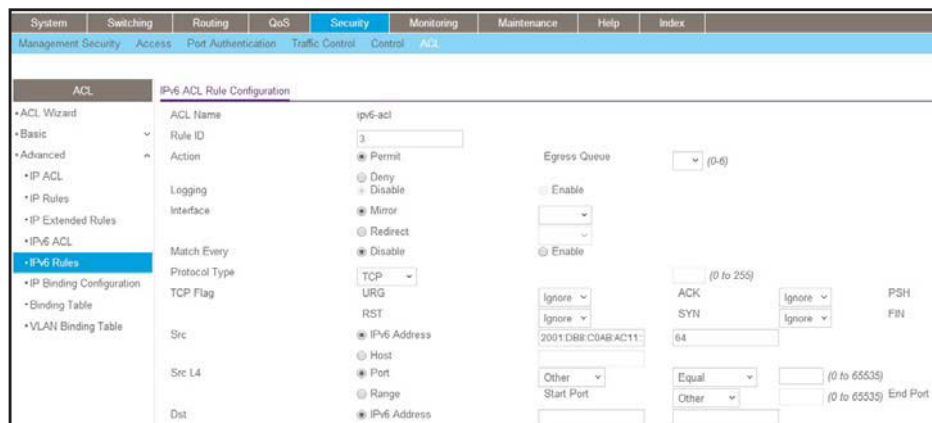 System Switching Routing QoS Security Monitoring Maintenance Help Index
Management Security Access Port Authentication Traffic Control Control ACL
ACL IPv6 ACL Rule Configuration
•ACL Wizard ACL Name ipv6-acl
•Basic Rule ID 3
•Advanced Action Permit Egress Queue (0-6)
•IP ACL Deny
Logging Disable Enable
•IP Rules
•IP Extended Rules Interface Mirror
•IPv6 ACL Redirect
Match Every Disable Enable
•IPv6 Rules
•IP Binding Configuration Protocol Type TCP (0 to 255)
•Binding Table TCP Flag URG Ignore ACK Ignore PSH
•VLAN Binding Table RST Ignore SYN Ignore FIN
Src IPv6 Address 2001:DB8:C0AB:AC11: 64
Host
Src L4 Port Other Equal (0 to 65535)
Range Start Port Other (0 to 65535) End Port
Dst IPv6 Address